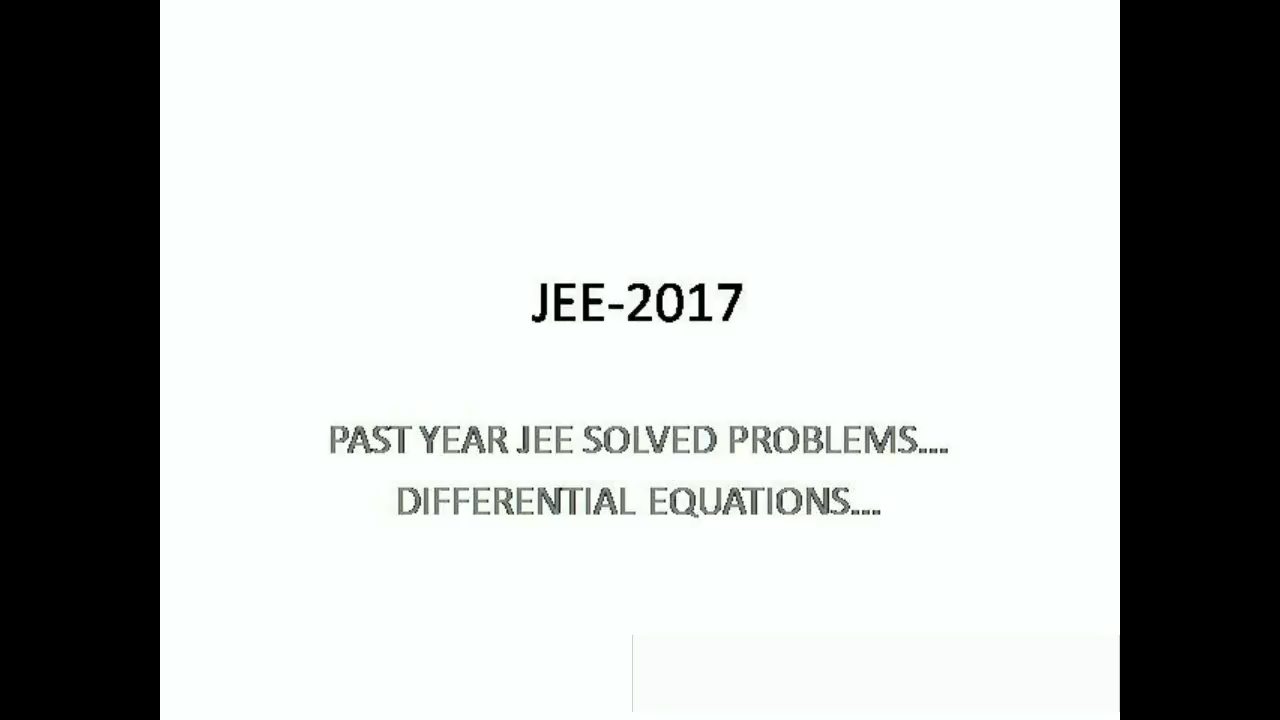 JEE-2017
PAST YEAR JEE SOLVED PROBLEMS....
DIFFERENTIAL EQUATIONS....